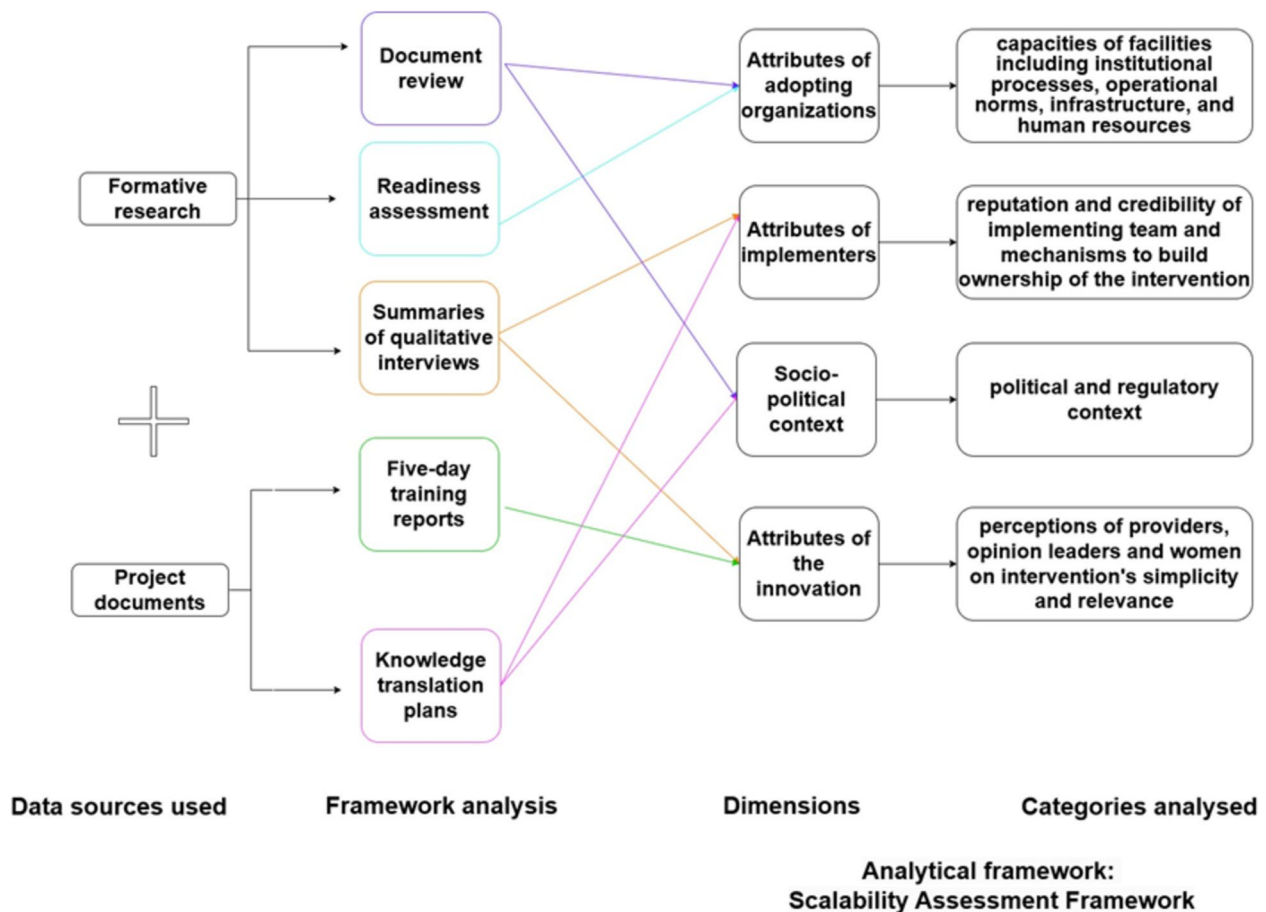 Formative
research
Project
documents
Document
review
Readiness
assessment
Summaries
of qualitative
interviews
Five-day
training
reports
Knowledge
translation
plans
Attributes of
adopting
organizations
Attributes of
implementers
Socio-
political
context
Attributes of
the
innovation
capacities of facilities
including institutional
processes, operational
norms, infrastructure, and
human resources
reputation and credibility of
implementing team and
mechanisms to build
ownership of the intervention
political and regulatory
context
perceptions of providers,
opinion leaders and women
on intervention's simplicity
and relevance
Data sources used
Framework analysis
Dimensions
Categories analysed
Analytical framework:
Scalability Assessment Framework